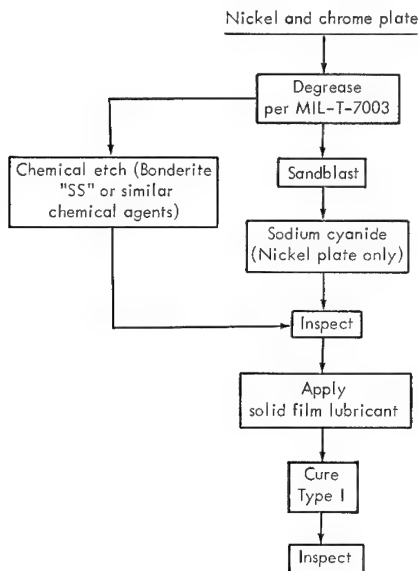 Nickel and chrome plate
Degrease
per MIL-T-7003
Chemical etch (Bonderite
"SS" or similar
chemical agents)
Sandblast
Sodium cyanide
(Nickel plate only)
Inspect
Apply
solid film lubricant
Cure
Type I
Inspect